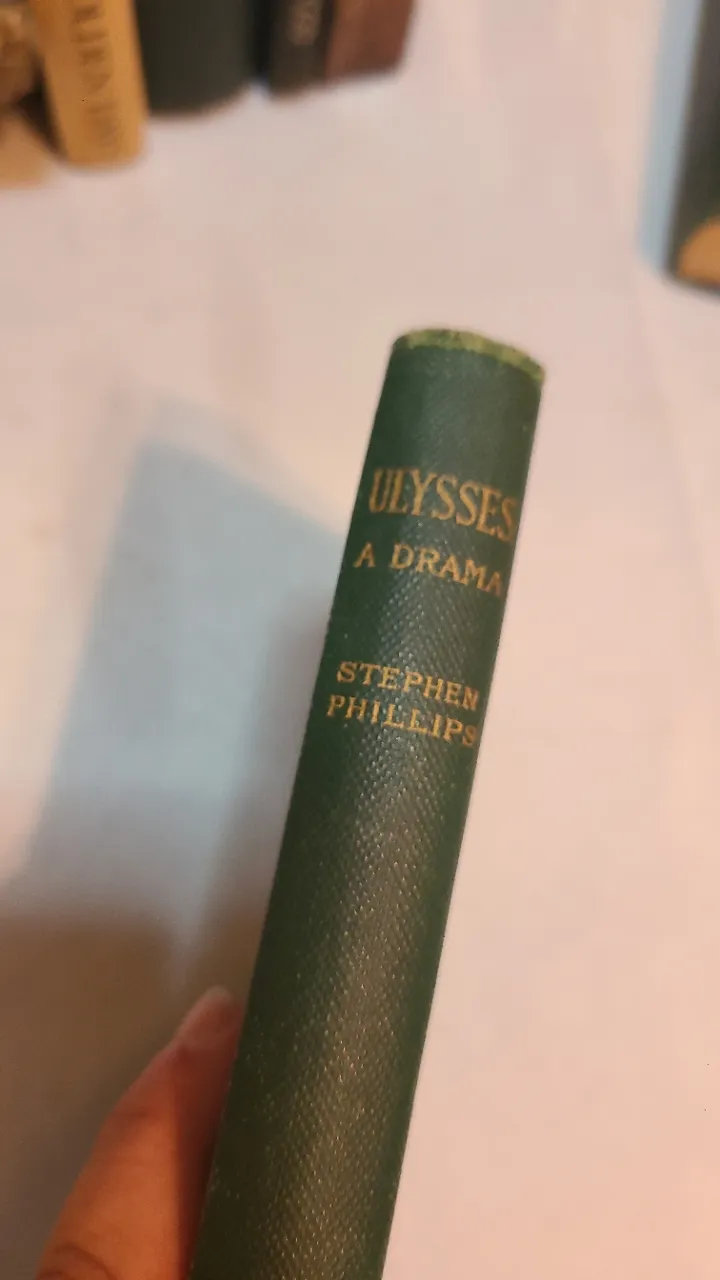 ULYSSES
A DRAMA
STEPHEN
PHILLIPS